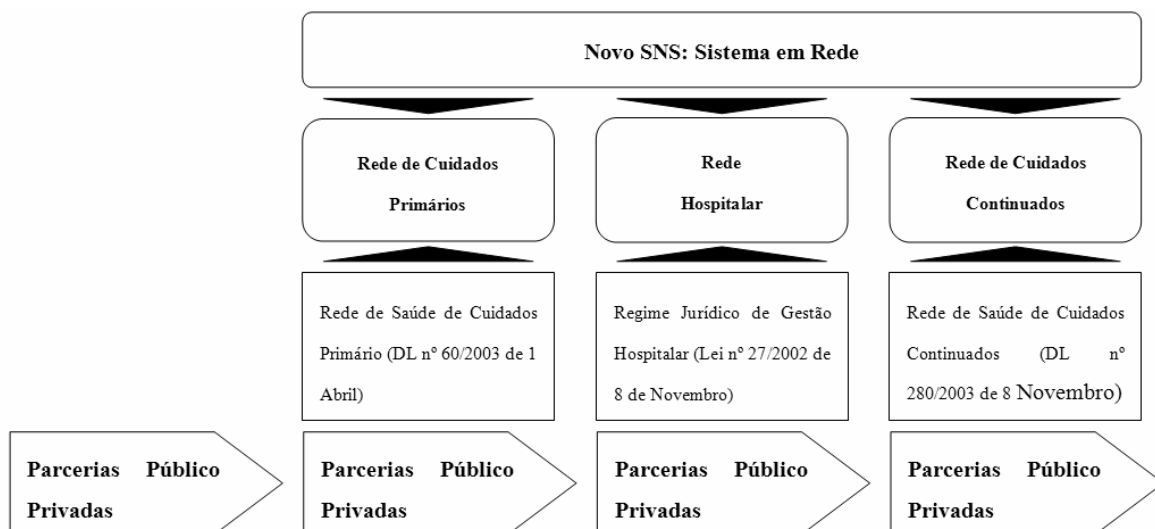 Novo SNS: Sistema em Rede
Rede de Cuidados
Primários
Rede
Hospitalar
Rede de Cuidados
Continuados
Rede de Saúde de Cuidados
Primário (DL nº 60/2003 de 1
Abril)
Regime Jurídico de Gestão
Hospitalar (Lei nº 27/2002 de
8 de Novembro)
Rede de Saúde de Cuidados
Continuados (DL nº
280/2003 de 8 Novembro)
Parcerias Público
Privadas
Parcerias Público
Privadas
Parcerias Público
Privadas
Parcerias Público
Privadas